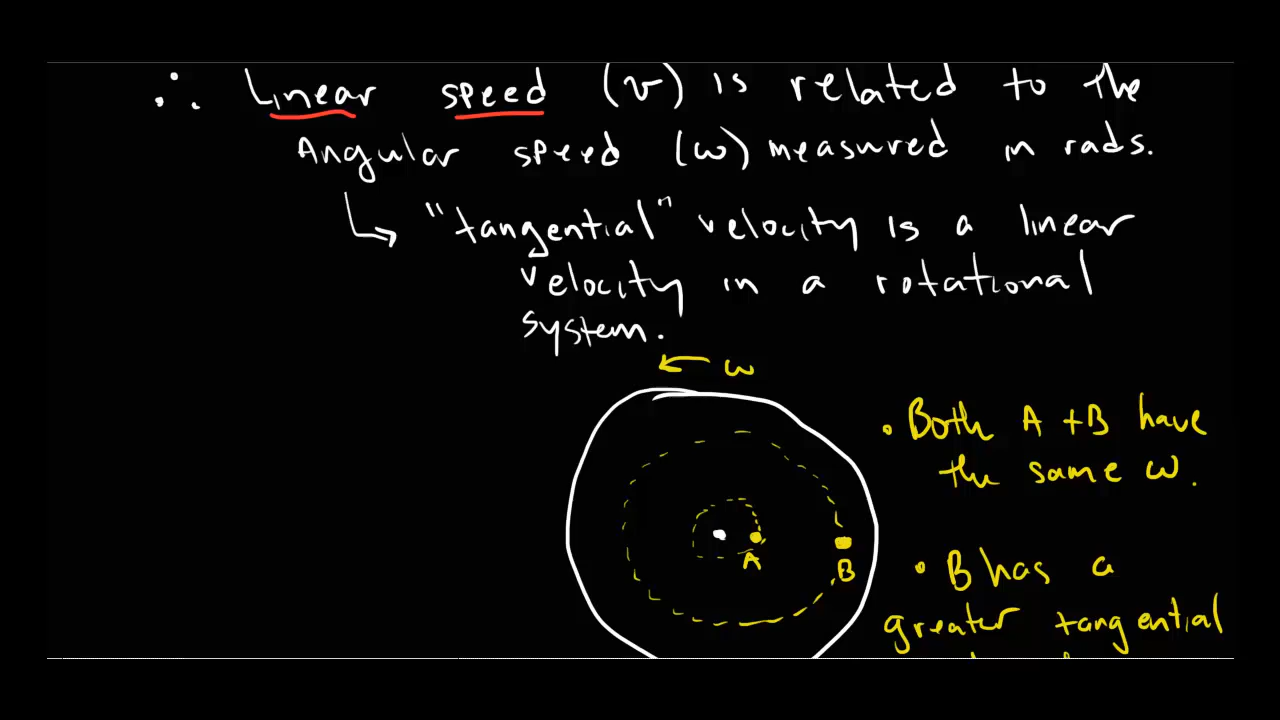 ∴ Linear speed (v) is related to the
Angular speed (ω) measured in rads.
↳ "tangential" velocity is a linear
velocity in a rotational
system.
← ω
• Both A + B have
the same ω.
A
B
• B has a
greater tangential